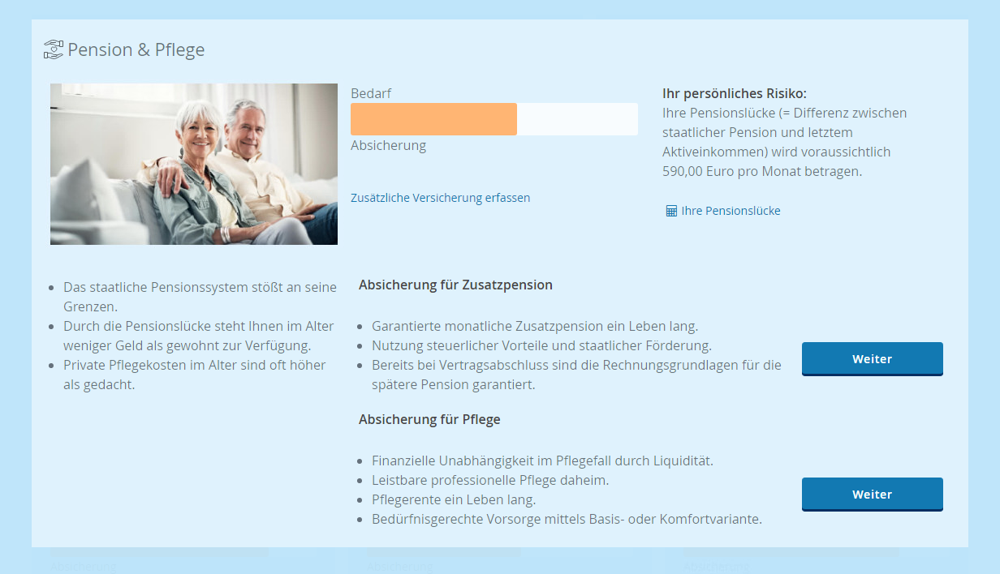 Pension & Pflege
Bedarf
Absicherung
Zusätzliche Versicherung erfassen
Ihr persönliches Risiko:
Ihre Pensionslücke (= Differenz zwischen
staatlicher Pension und letztem
Aktiveinkommen) wird voraussichtlich
590,00 Euro pro Monat betragen.
Ihre Pensionslücke
Das staatliche Pensionssystem stößt an seine
Grenzen.
Durch die Pensionslücke steht Ihnen im Alter
weniger Geld als gewohnt zur Verfügung.
Private Pflegekosten im Alter sind oft höher
als gedacht.
Absicherung für Zusatzpension
Garantierte monatliche Zusatzpension ein Leben lang.
Nutzung steuerlicher Vorteile und staatlicher Förderung.
Bereits bei Vertragsabschluss sind die Rechnungsgrundlagen für die
spätere Pension garantiert.
Weiter
Absicherung für Pflege
Finanzielle Unabhängigkeit im Pflegefall durch Liquidität.
Leistbare professionelle Pflege daheim.
Pflegerente ein Leben lang.
Bedürfnisgerechte Vorsorge mittels Basis- oder Komfortvariante.
Weiter
Absicherung
Absicherung
Absicherung